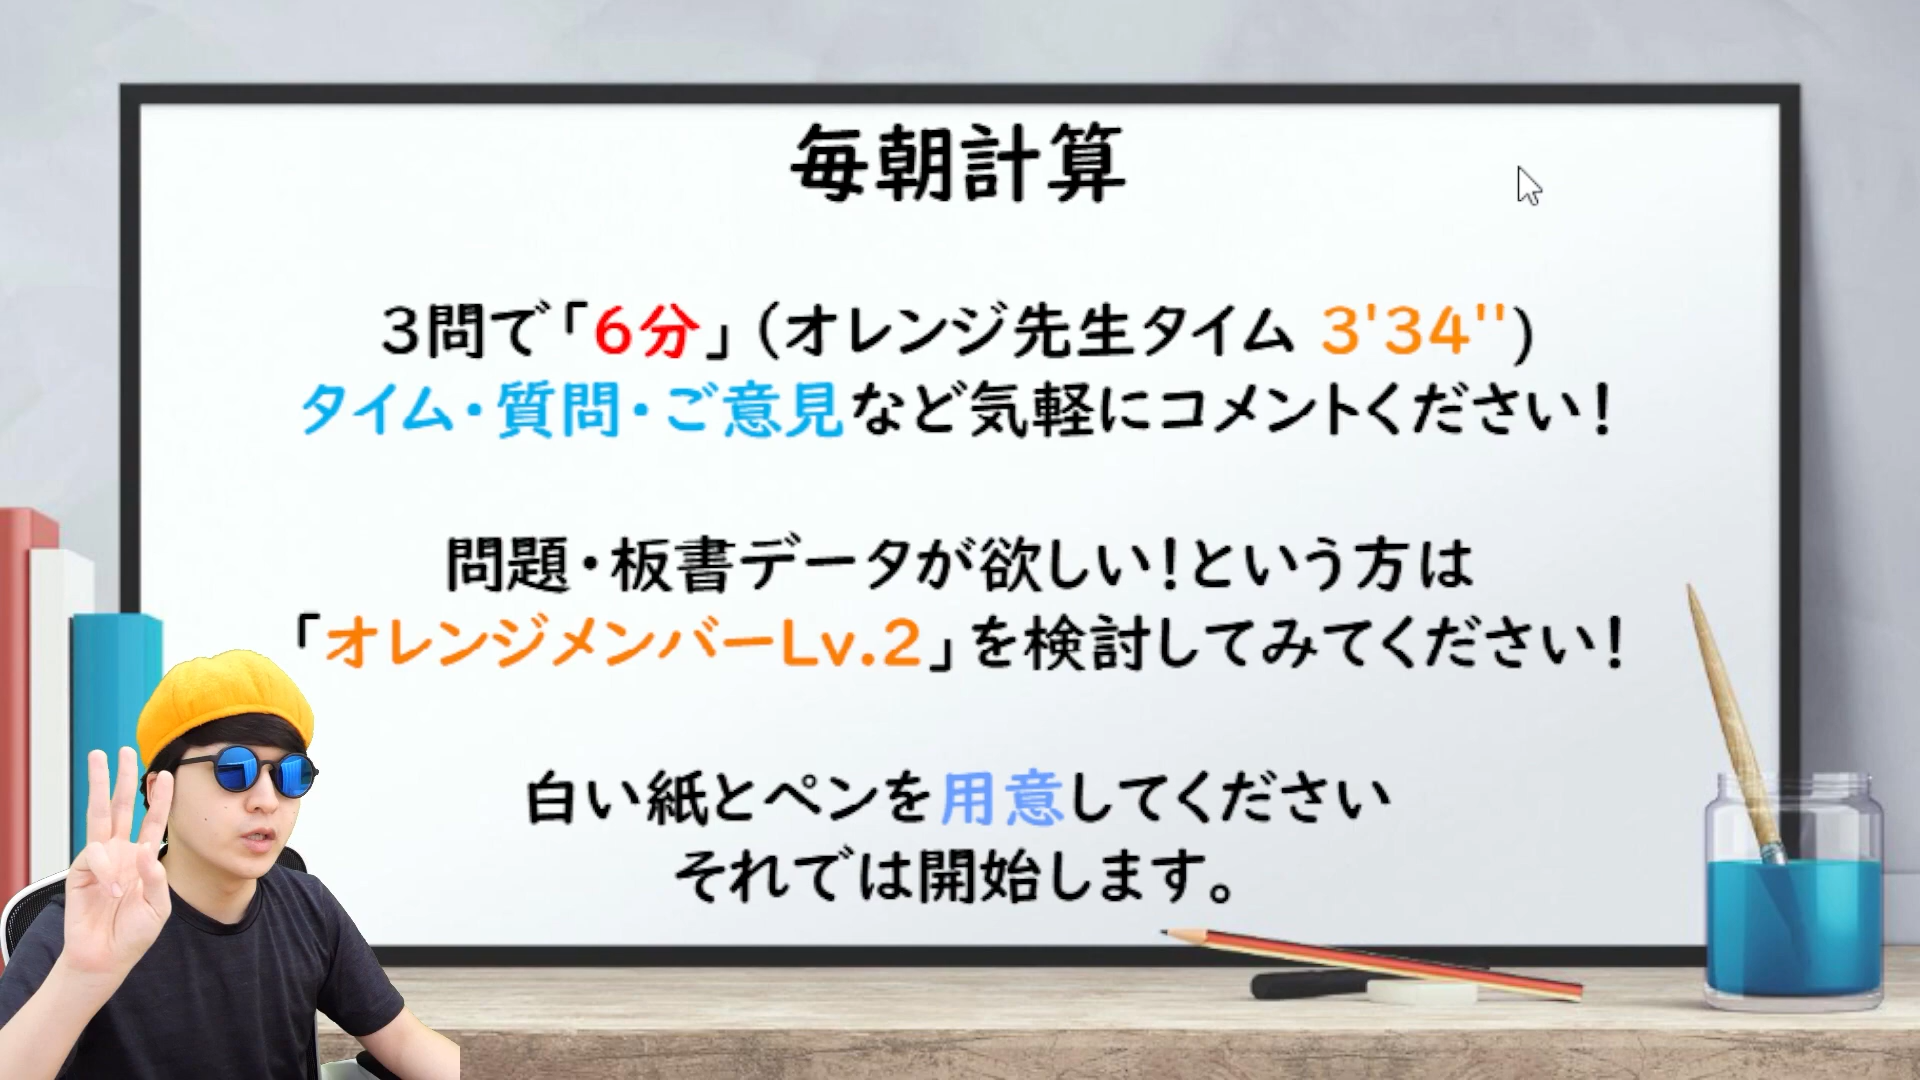 毎朝計算
3問で「6分」(オレンジ先生タイム 3'34'')
タイム・質問・ご意見など気軽にコメントください!
問題・板書データが欲しい!という方は
「オレンジメンバーLv.2」を検討してみてください!
白い紙とペンを用意してください
それでは開始します。